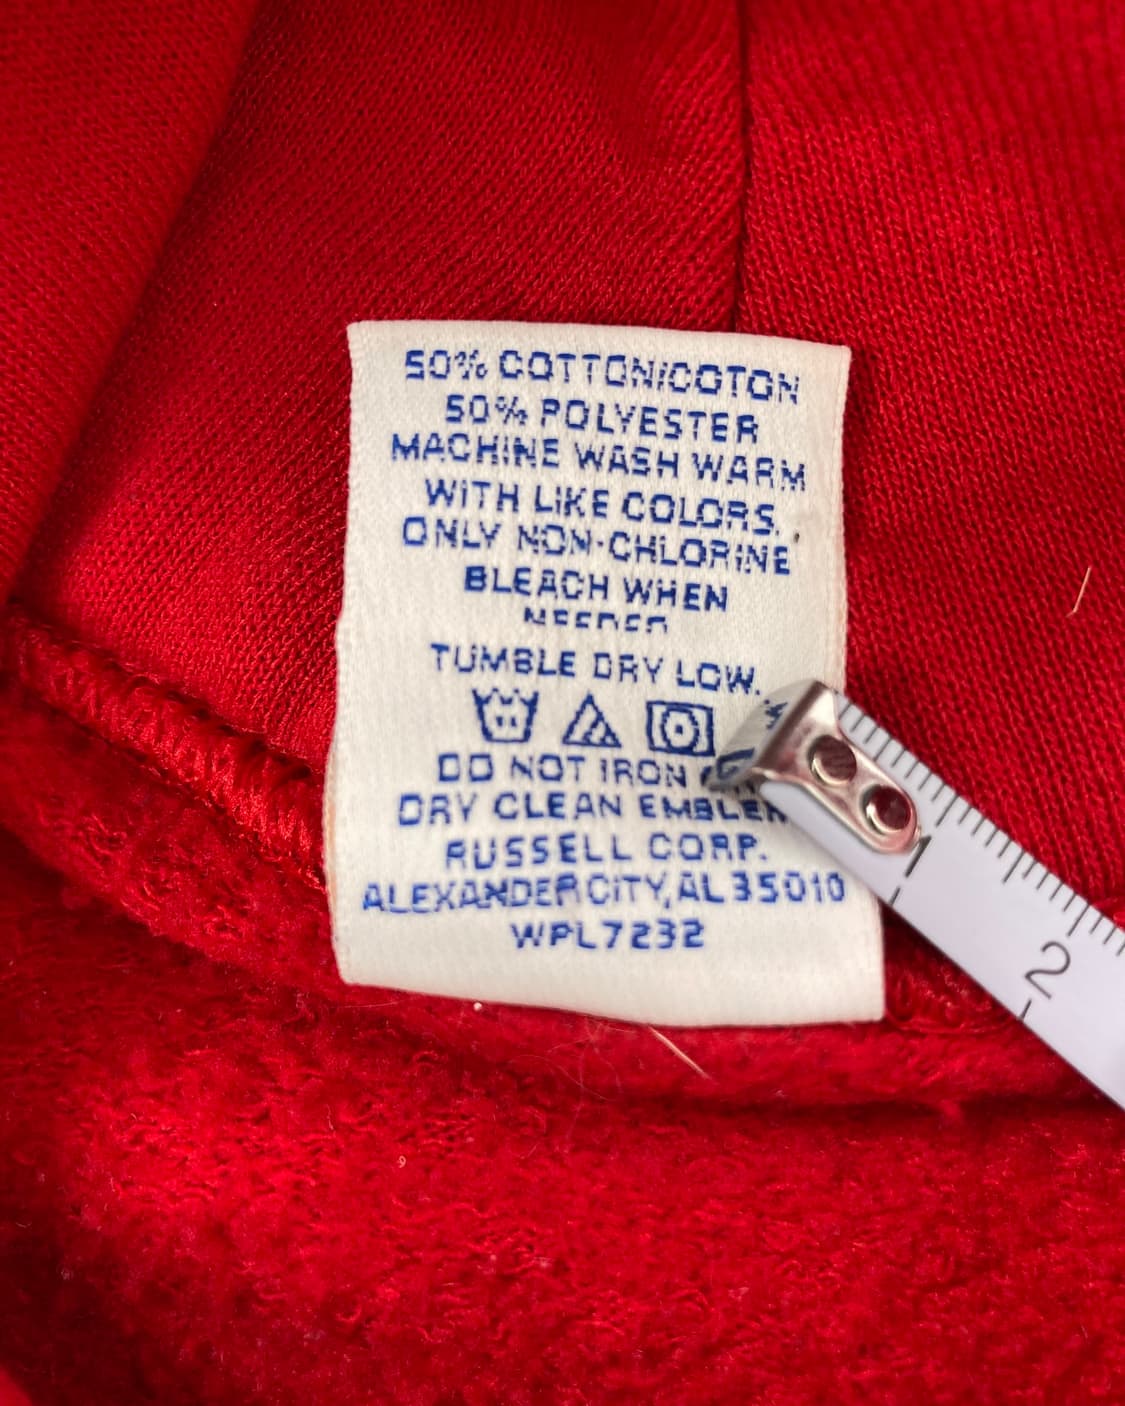 50% COTTON/COTON
50% POLYESTER
MACHINE WASH WARM
WITH LIKE COLORS.
ONLY NON-CHLORINE
BLEACH WHEN
NEEDED
TUMBLE DRY LOW.
DO NOT IRON
DRY CLEAN
RUSSELL CORP.
ALEXANDER CITY, AL 35010
WPL7232
1
2